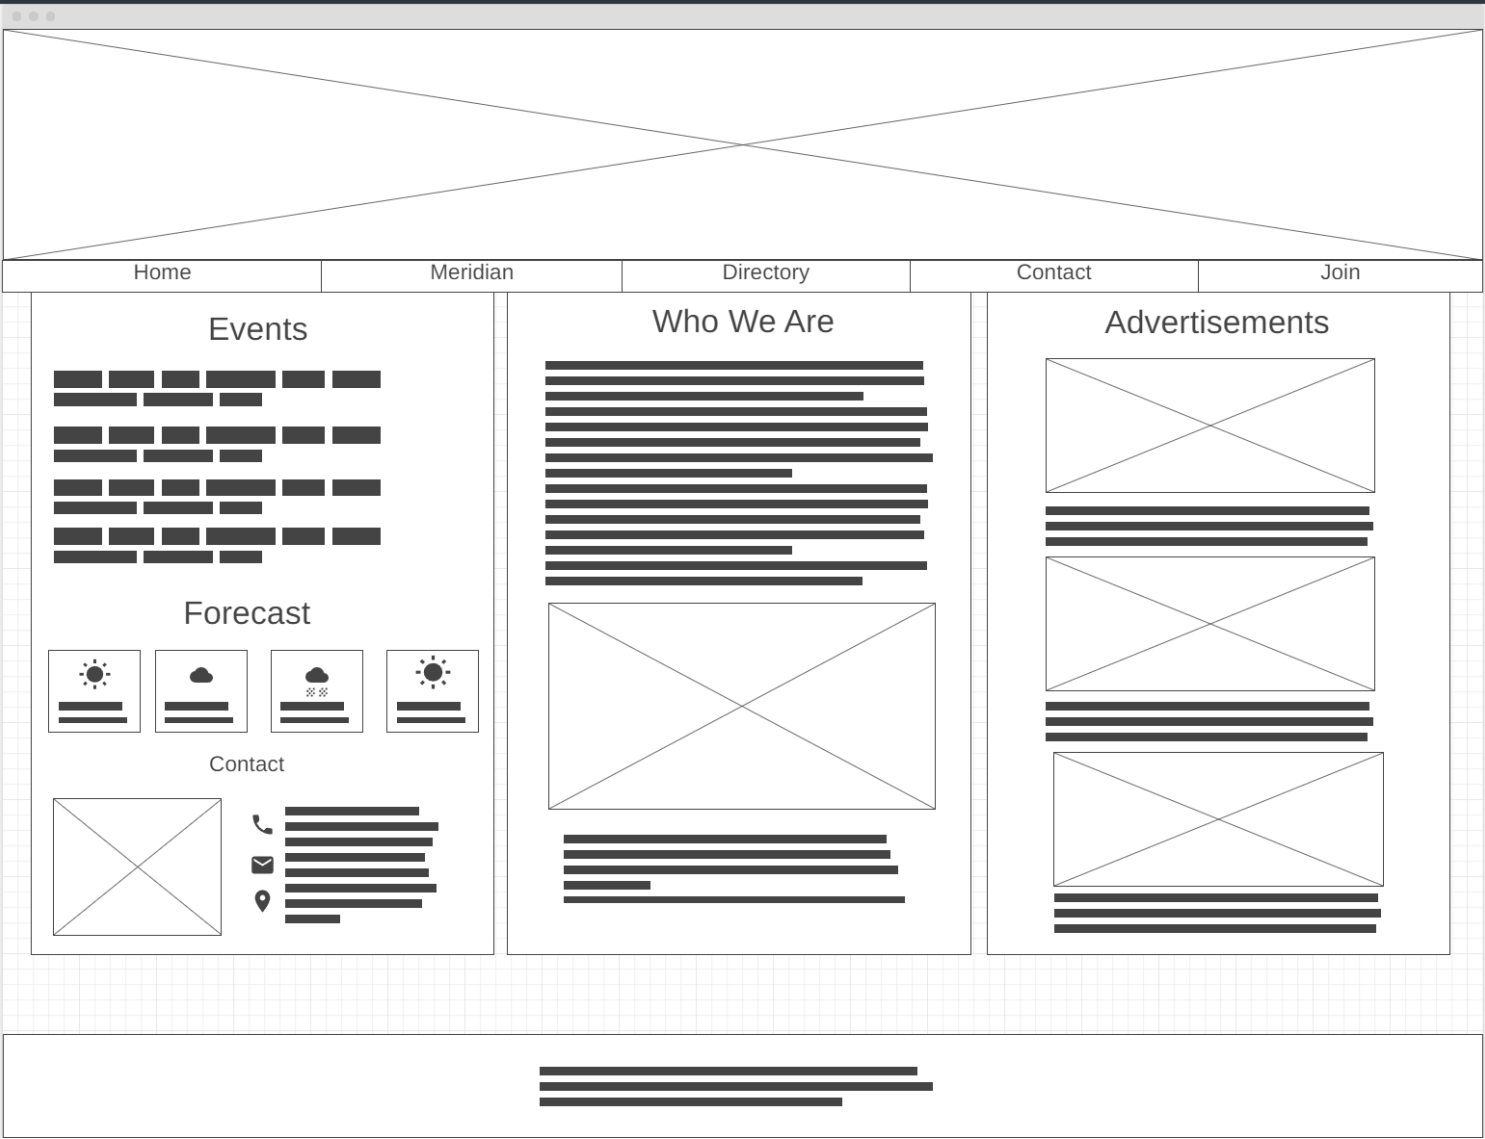 Home
Meridian
Directory
Contact
Join
Events
Forecast
Contact
Who We Are
Advertisements